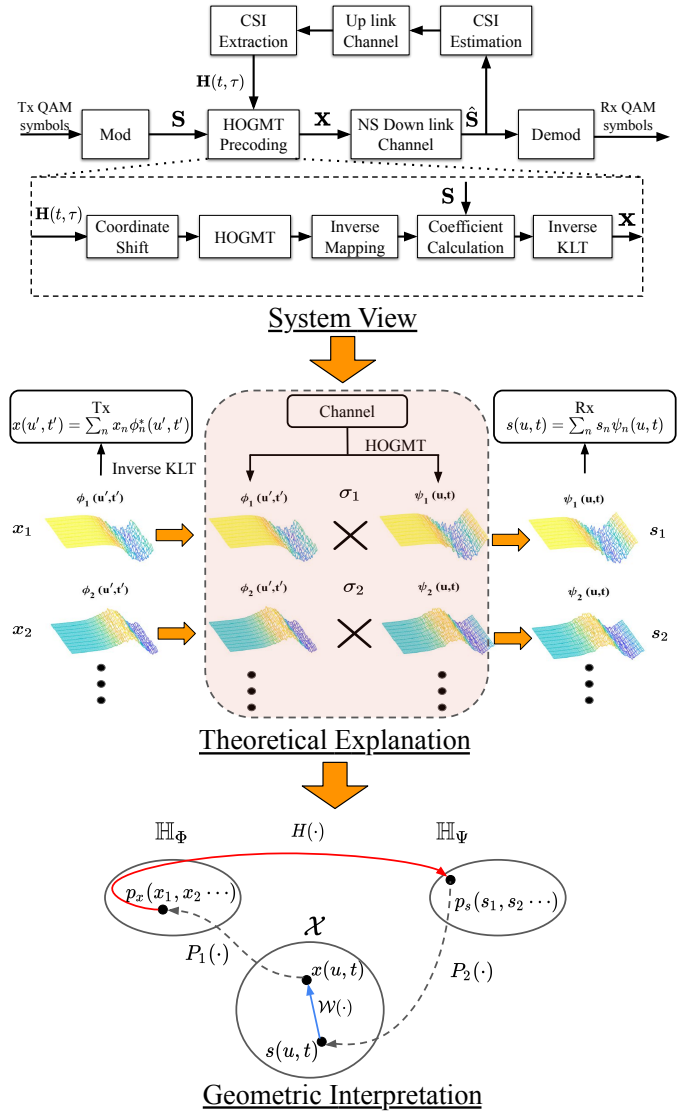 CSI
Extraction
Up link
Channel
CSI
Estimation
H(t, τ)
Tx QAM
symbols
Mod
S
HOGMT
Precoding
X
NS Down link
Channel
Ŝ
Demod
Rx QAM
symbols
S
H(t, τ)
Coordinate
Shift
HOGMT
Inverse
Mapping
Coefficient
Calculation
Inverse
KLT
X
System View
Tx
x(u′, t′) = ∑ₙ xₙϕₙ*(u′, t′)
Channel
Rx
s(u, t) = ∑ₙ sₙψₙ(u, t)
HOGMT
Inverse KLT
ϕ₁ (u′,t′)
ϕ₁ (u′,t′)
σ₁
ψ₁ (u,t)
ψ₁ (u,t)
x₁
s₁
ϕ₂ (u′,t′)
ϕ₂ (u′,t′)
σ₂
ψ₂ (u,t)
ψ₂ (u,t)
x₂
s₂
Theoretical Explanation
ℍ_Φ
H(·)
ℍ_Ψ
pₓ(x₁, x₂ ⋯)
pₛ(s₁, s₂ ⋯)
𝒳
P₁(·)
x(u, t)
P₂(·)
𝒲(·)
s(u, t)
Geometric Interpretation